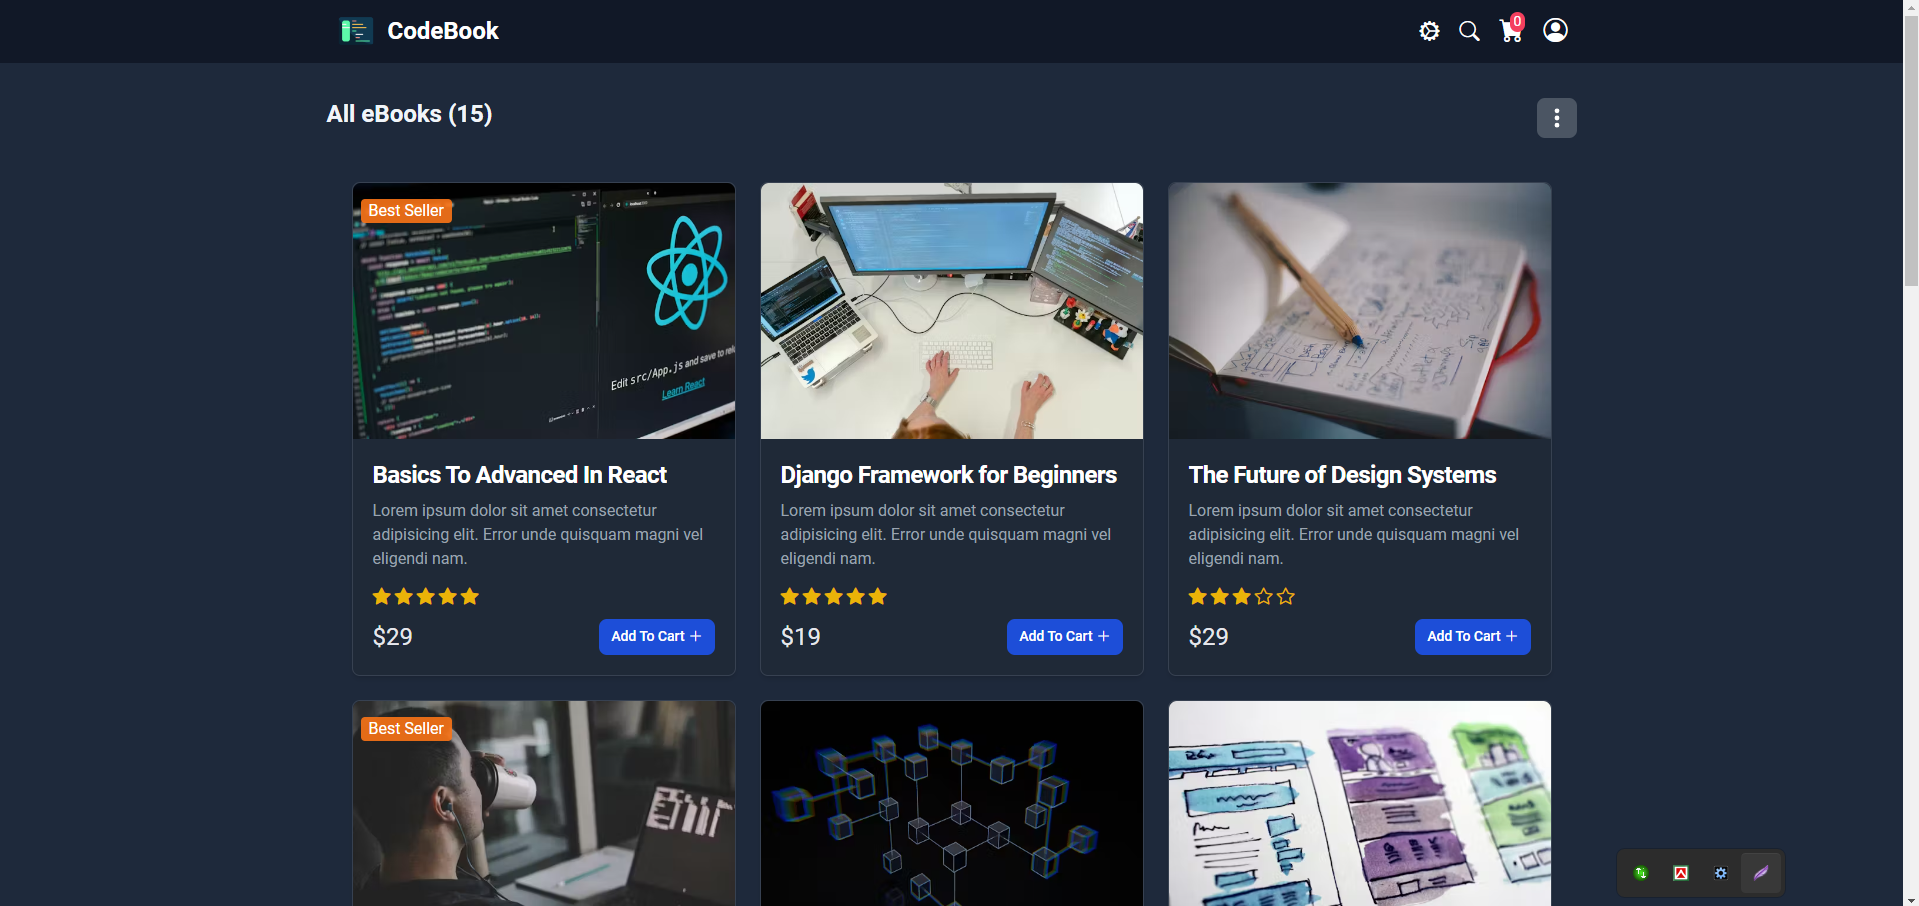 CodeBook
0
All eBooks (15)
Best Seller
Edit src/App.js and save to relo
Learn React
Basics To Advanced In React
Lorem ipsum dolor sit amet consectetur
adipisicing elit. Error unde quisquam magni vel
eligendi nam.
$29
Add To Cart +
Django Framework for Beginners
Lorem ipsum dolor sit amet consectetur
adipisicing elit. Error unde quisquam magni vel
eligendi nam.
$19
Add To Cart +
The Future of Design Systems
Lorem ipsum dolor sit amet consectetur
adipisicing elit. Error unde quisquam magni vel
eligendi nam.
$29
Add To Cart +
Best Seller